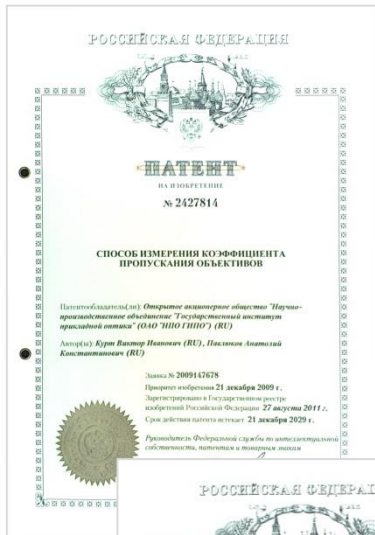 РОССИЙСКАЯ ФЕДЕРАЦИЯ
ПАТЕНТ
НА ИЗОБРЕТЕНИЕ
№ 2427814
СПОСОБ ИЗМЕРЕНИЯ КОЭФФИЦИЕНТА
ПРОПУСКАНИЯ ОБЪЕКТИВОВ
Патентообладатель(ли): Открытое акционерное общество "Научно-
производственное объединение "Государственный институт
прикладной оптики" (ОАО "НПО ГИПО") (RU)
Автор(ы): Курт Виктор Иванович (RU), Павлюков Анатолий
Константинович (RU)
Заявка № 2009147678
Приоритет изобретения 21 декабря 2009 г.
Зарегистрировано в Государственном реестре
изобретений Российской Федерации 27 августа 2011 г.
Срок действия патента истекает 21 декабря 2029 г.
Руководитель Федеральной службы по интеллектуальной
собственности, патентам и товарным знакам
РОССИЙСКАЯ ФЕДЕРАЦ